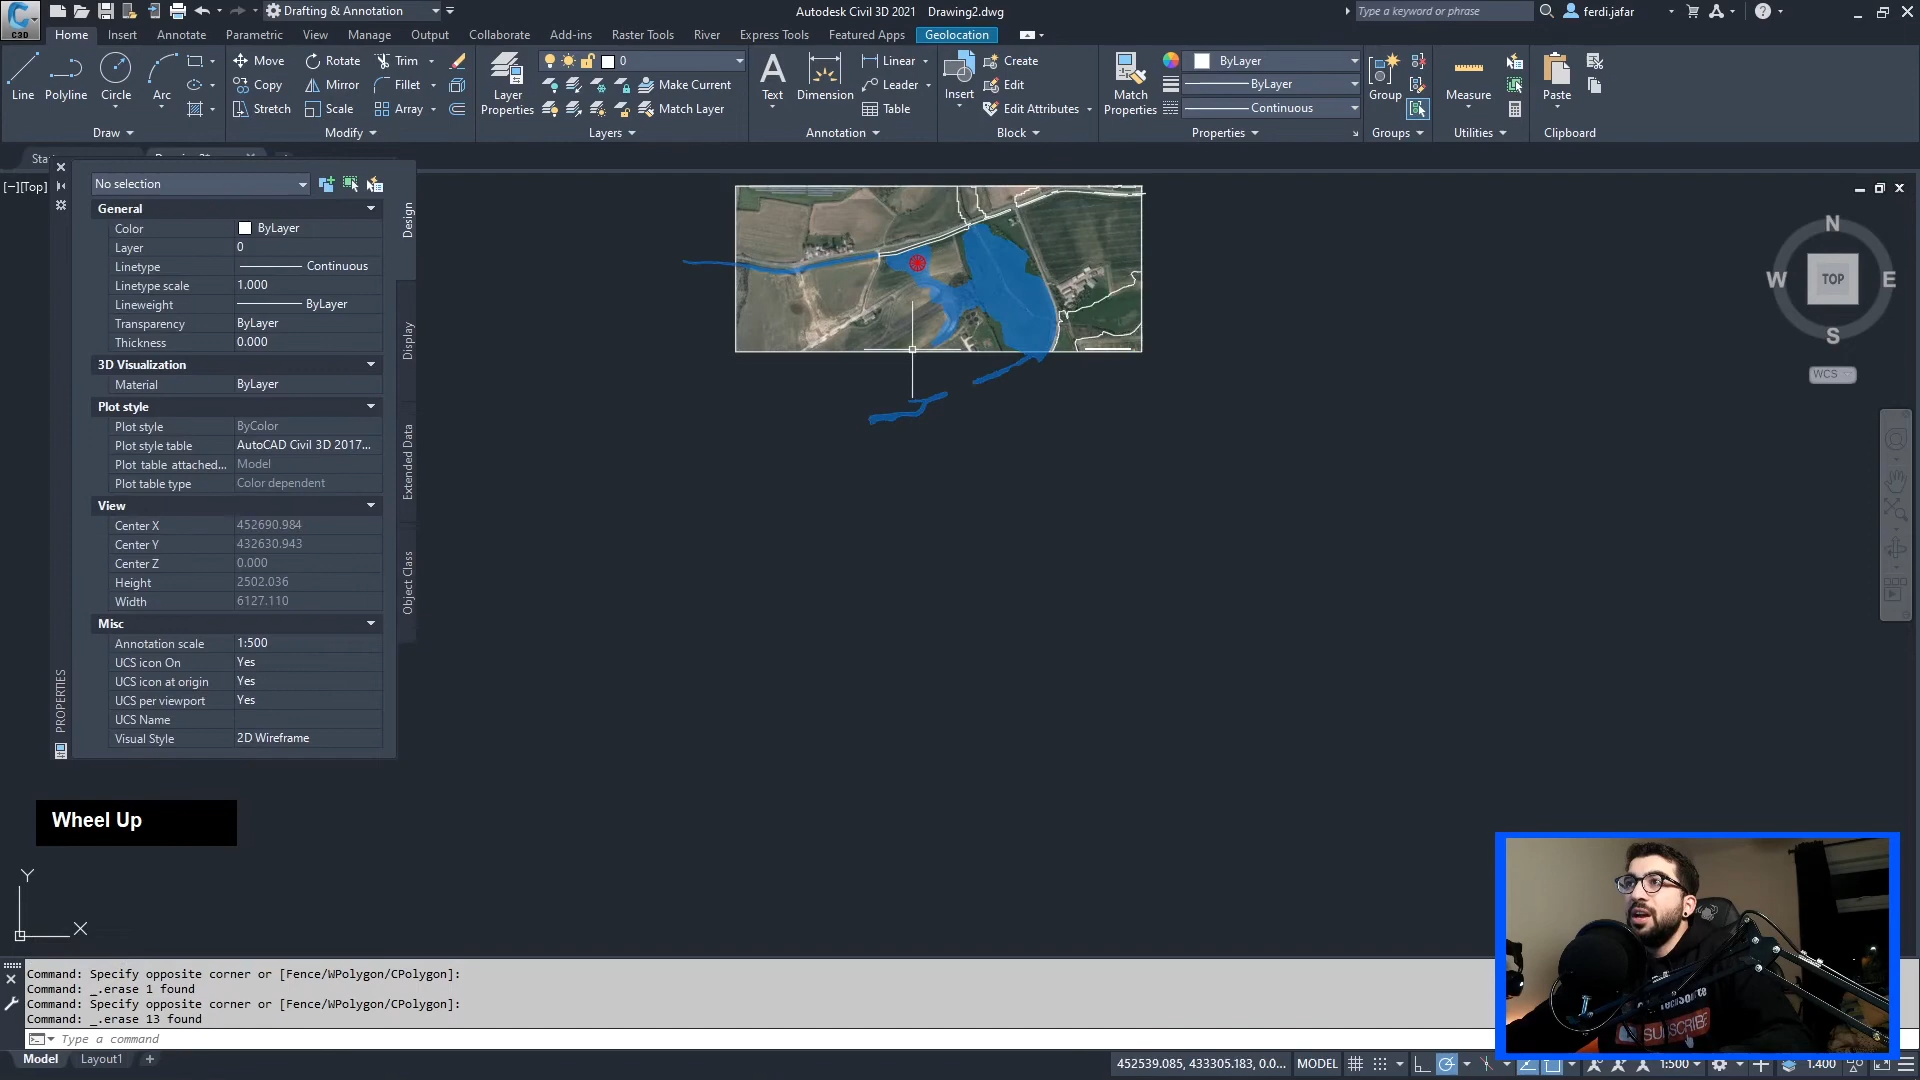 C3D
Drafting & Annotation
Autodesk Civil 3D 2021 Drawing2.dwg
Type a keyword or phrase
ferdi.jafar
Home Insert Annotate Parametric View Manage Output Collaborate Add-ins Raster Tools River Express Tools Featured Apps Geolocation
Line Polyline Circle Arc
Move Rotate Trim
Copy Mirror Fillet
Stretch Scale Array
Layer Properties
0
Make Current
Match Layer
Text Dimension
Linear
Leader
Table
Insert
Create
Edit
Edit Attributes
Match Properties
ByLayer
ByLayer
Continuous
Group Measure Paste
Draw Modify Layers Annotation Block Properties Groups Utilities Clipboard
[−][Top]
No selection
General
Color ByLayer
Layer 0
Linetype Continuous
Linetype scale 1.000
Lineweight ByLayer
Transparency ByLayer
Thickness 0.000
3D Visualization
Material ByLayer
Plot style
Plot style ByColor
Plot style table AutoCAD Civil 3D 2017...
Plot table attached... Model
Plot table type Color dependent
View
Center X 452690.984
Center Y 432630.943
Center Z 0.000
Height 2502.036
Width 6127.110
Misc
Annotation scale 1:500
UCS icon On Yes
UCS icon at origin Yes
UCS per viewport Yes
UCS Name
Visual Style 2D Wireframe
Design
Display
Extended Data
Object Class
PROPERTIES
N
W TOP E
S
WCS
Wheel Up
Y
X
SUBSCRIBE
Command: Specify opposite corner or [Fence/WPolygon/CPolygon]:
Command: _.erase 1 found
Command: Specify opposite corner or [Fence/WPolygon/CPolygon]:
Command: _.erase 13 found
Type a command
Model Layout1 +
452539.085, 433305.183, 0.0... MODEL 1:500 1.400